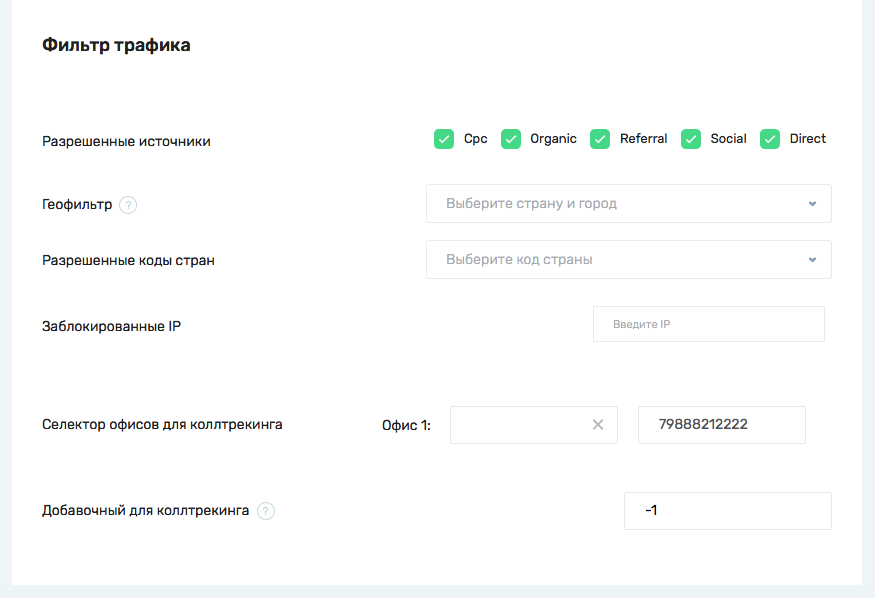 Фильтр трафика
Разрешенные источники Cpc Organic Referral Social Direct
Геофильтр ? Выберите страну и город
Разрешенные коды стран Выберите код страны
Заблокированные IP Введите IP
Селектор офисов для коллтрекинга Офис 1: 79888212222
Добавочный для коллтрекинга ? -1